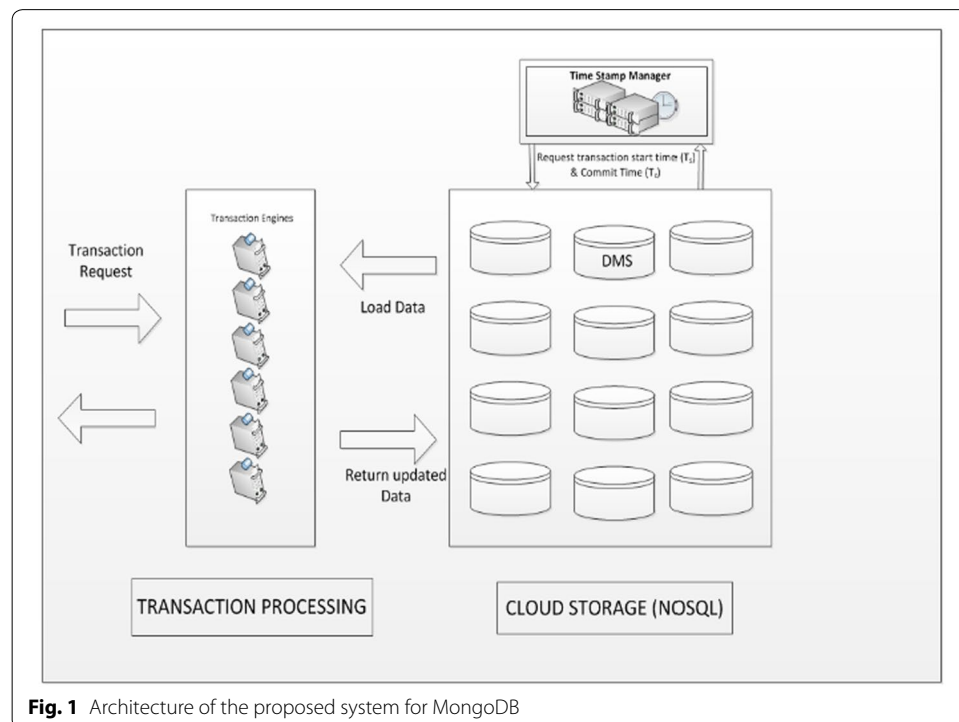 Time Stamp Manager
Request transaction start time (Ts)
& Commit Time (Tc)
Transaction Engines
Transaction
Request
DMS
Load Data
Return updated
Data
TRANSACTION PROCESSING
CLOUD STORAGE (NOSQL)
Fig. 1 Architecture of the proposed system for MongoDB